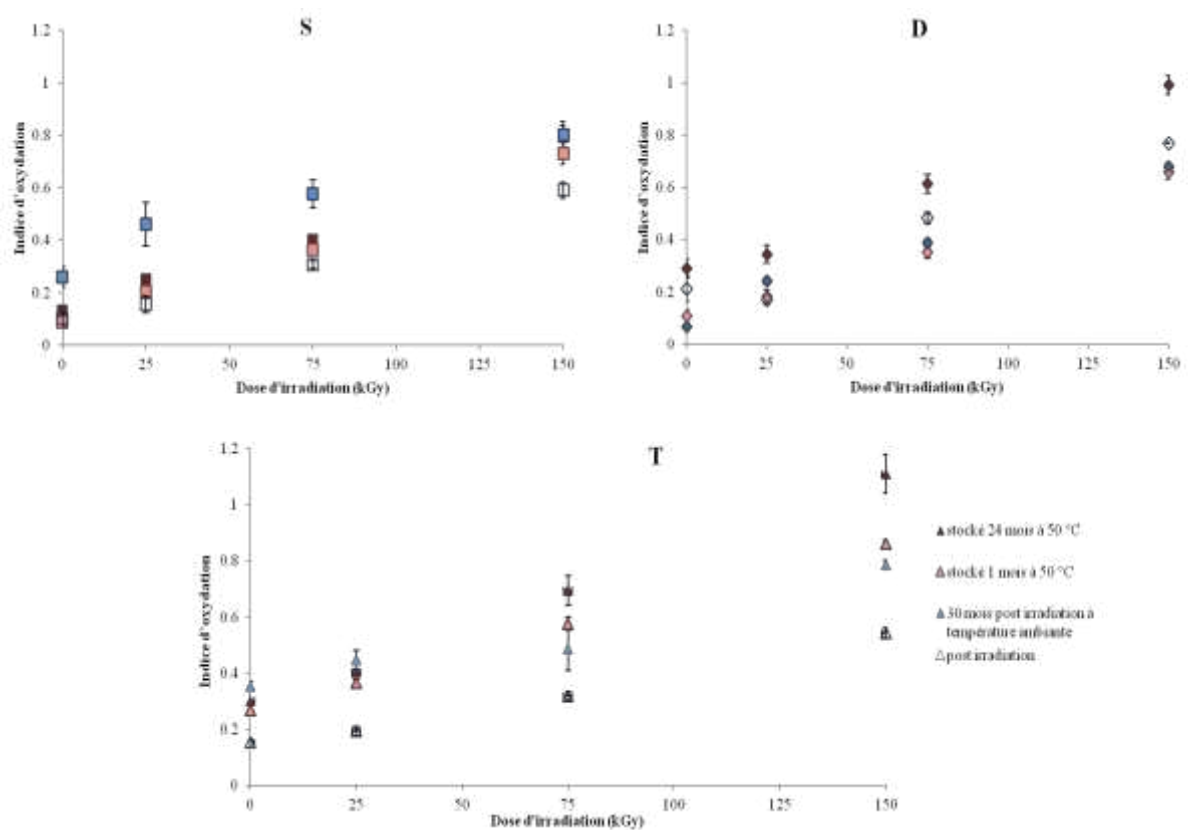 S
1.2
1
0.8
0.6
0.4
0.2
0
0 25 50 75 100 125 150
Indice d'oxydation
Dose d'irradiation (kGy)
D
1.2
1
0.8
0.6
0.4
0.2
0
0 25 50 75 100 125 150
Indice d'oxydation
Dose d'irradiation (kGy)
T
1.2
1
0.8
0.6
0.4
0.2
0
0 25 50 75 100 125 150
Indice d'oxydation
Dose d'irradiation (kGy)
stocké 24 mois à 50 °C
stocké 1 mois à 50 °C
30 mois post irradiation à
température ambiante
post irradiation